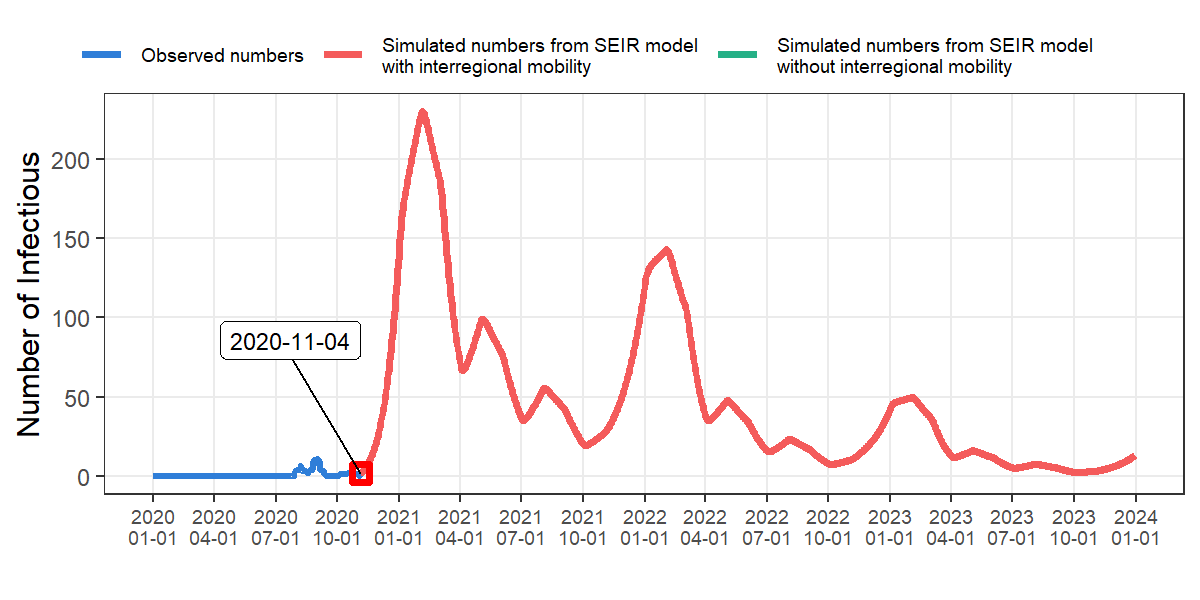 Observed numbers
Simulated numbers from SEIR model
with interregional mobility
Simulated numbers from SEIR model
without interregional mobility
Number of Infectious
200
150
100
50
0
2020-11-04
2020 2020 2020 2020 2021 2021 2021 2021 2022 2022 2022 2022 2023 2023 2023 2023 2024
01-01 04-01 07-01 10-01 01-01 04-01 07-01 10-01 01-01 04-01 07-01 10-01 01-01 04-01 07-01 10-01 01-01